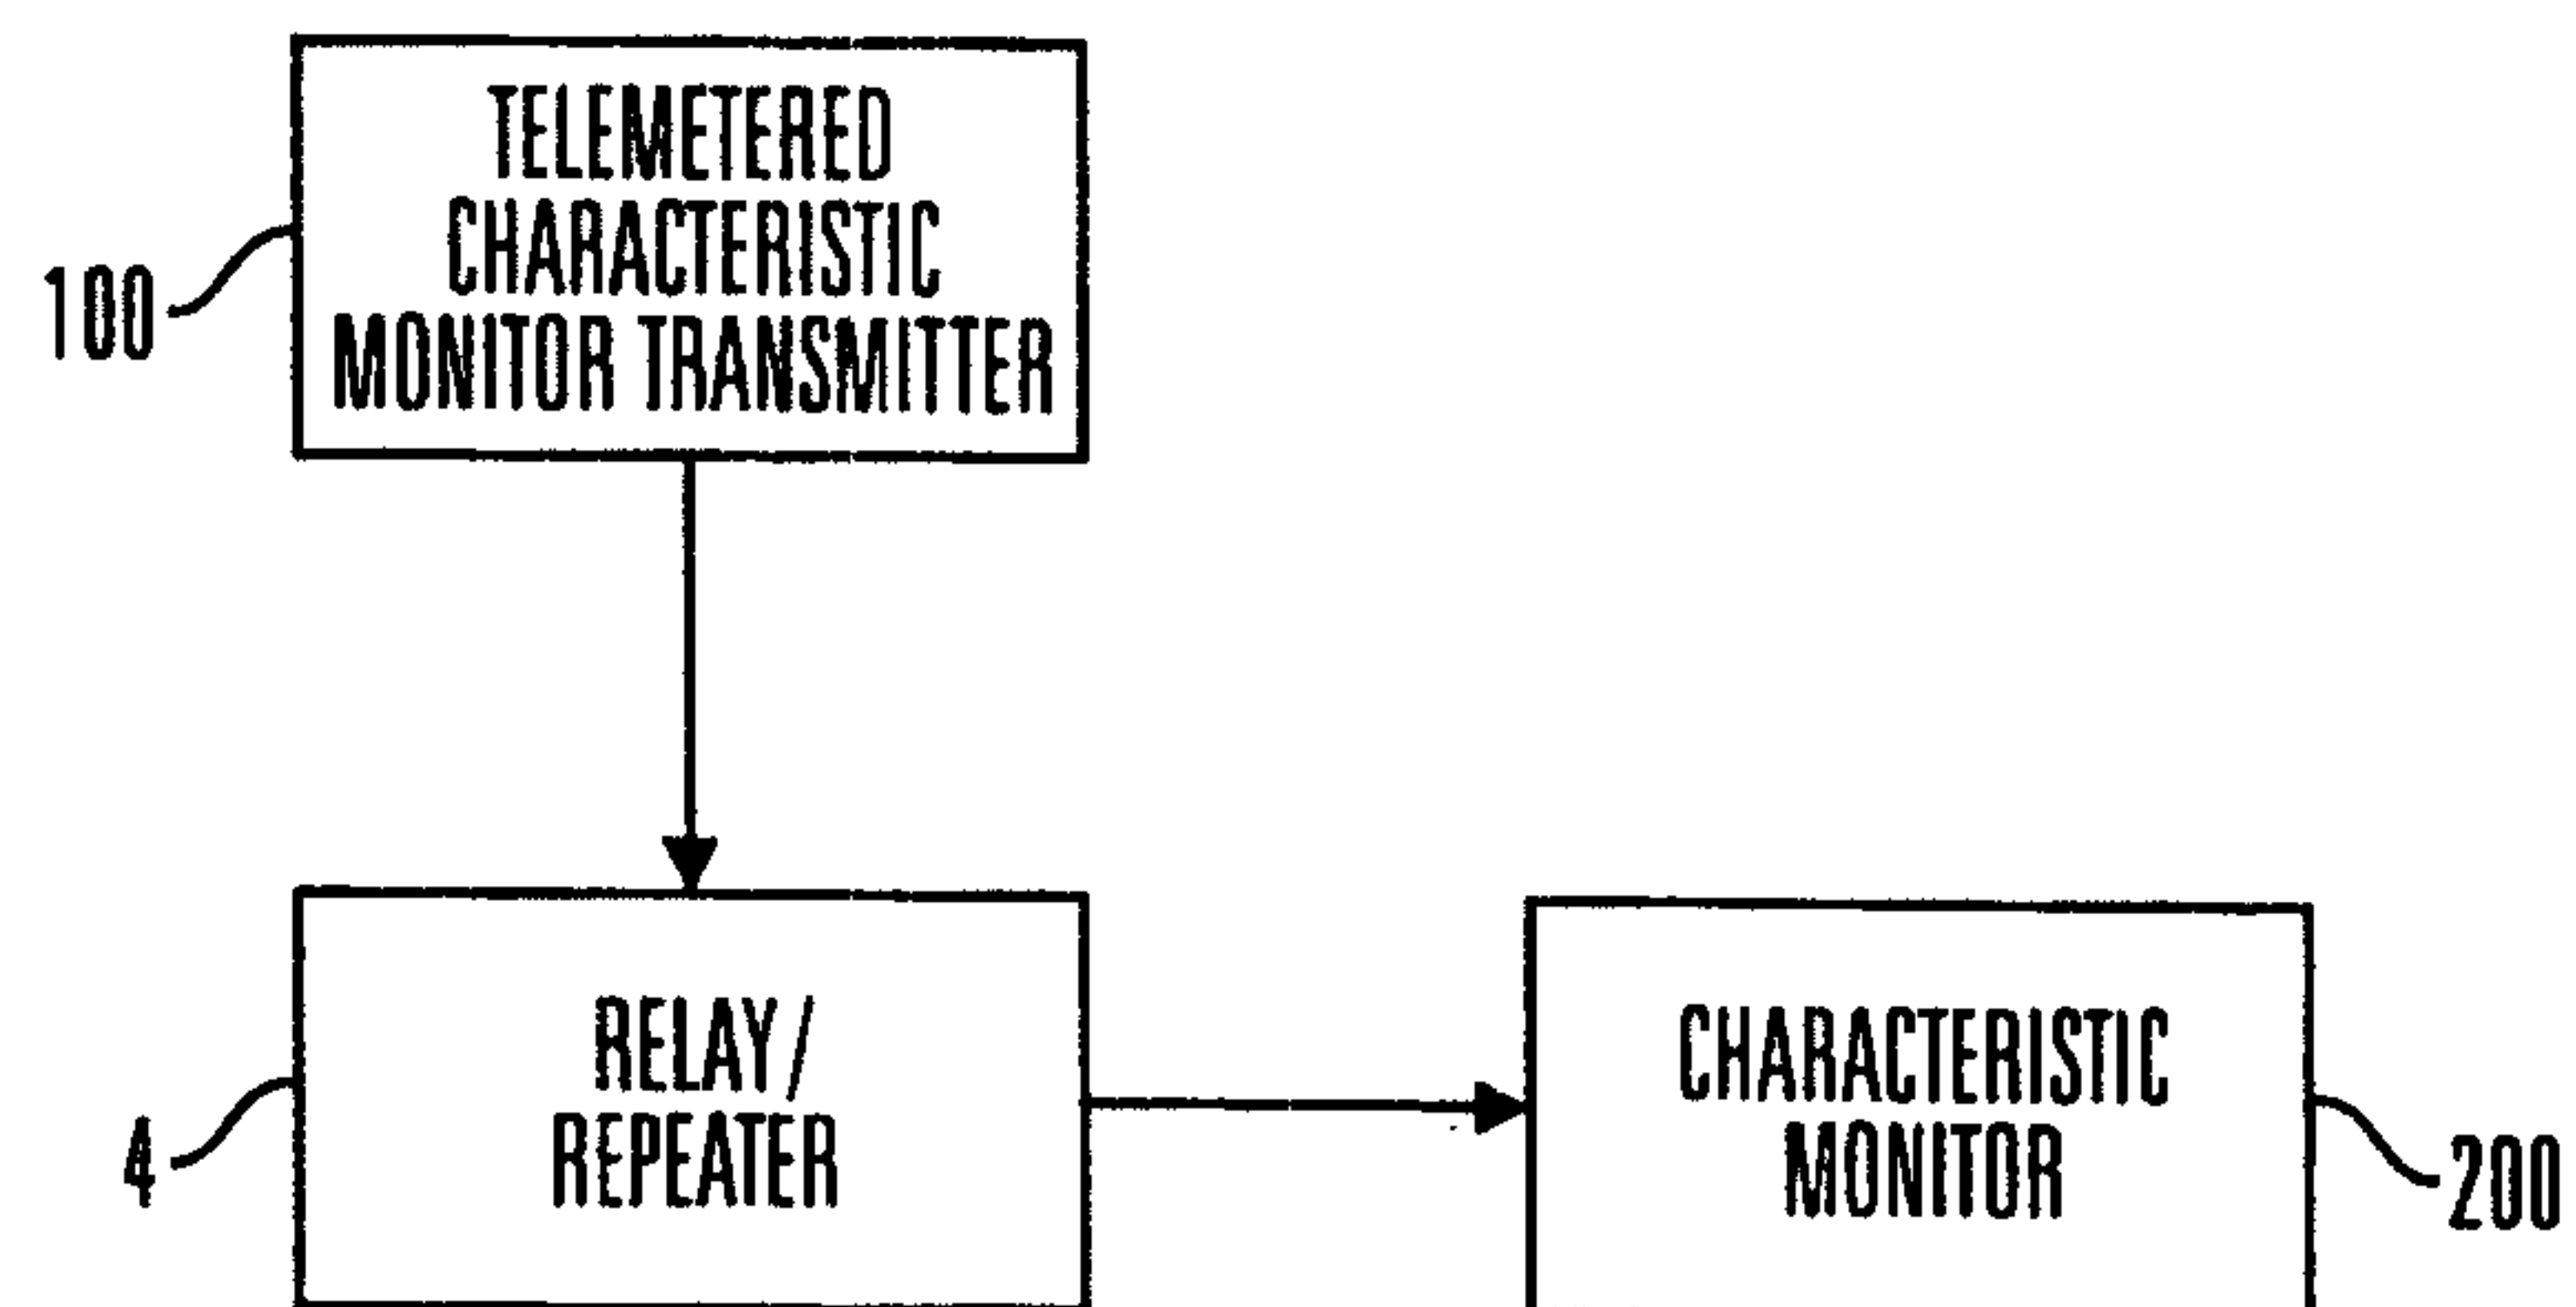 TELEMETERED
CHARACTERISTIC
MONITOR TRANSMITTER
100
RELAY/
REPEATER
4
CHARACTERISTIC
MONITOR
200